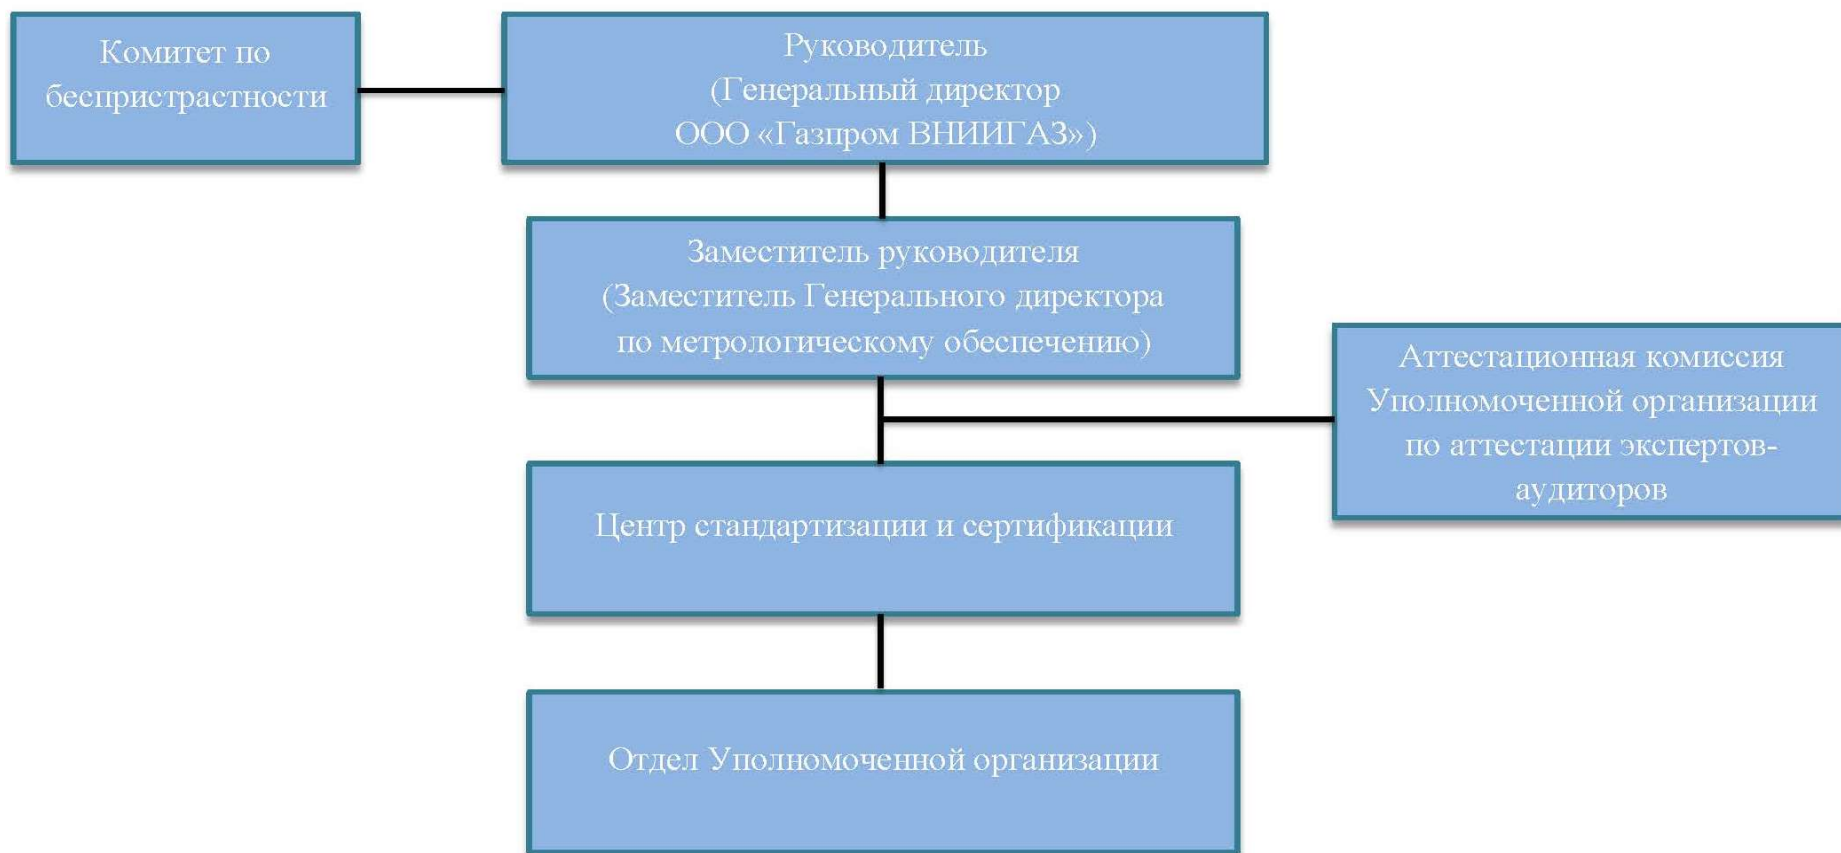 Комитет по
беспристрастности
Руководитель
(Генеральный директор
ООО «Газпром ВНИИГАЗ»)
Заместитель руководителя
(Заместитель Генерального директора
по метрологическому обеспечению)
Аттестационная комиссия
Уполномоченной организации
по аттестации экспертов-
аудиторов
Центр стандартизации и сертификации
Отдел Уполномоченной организации